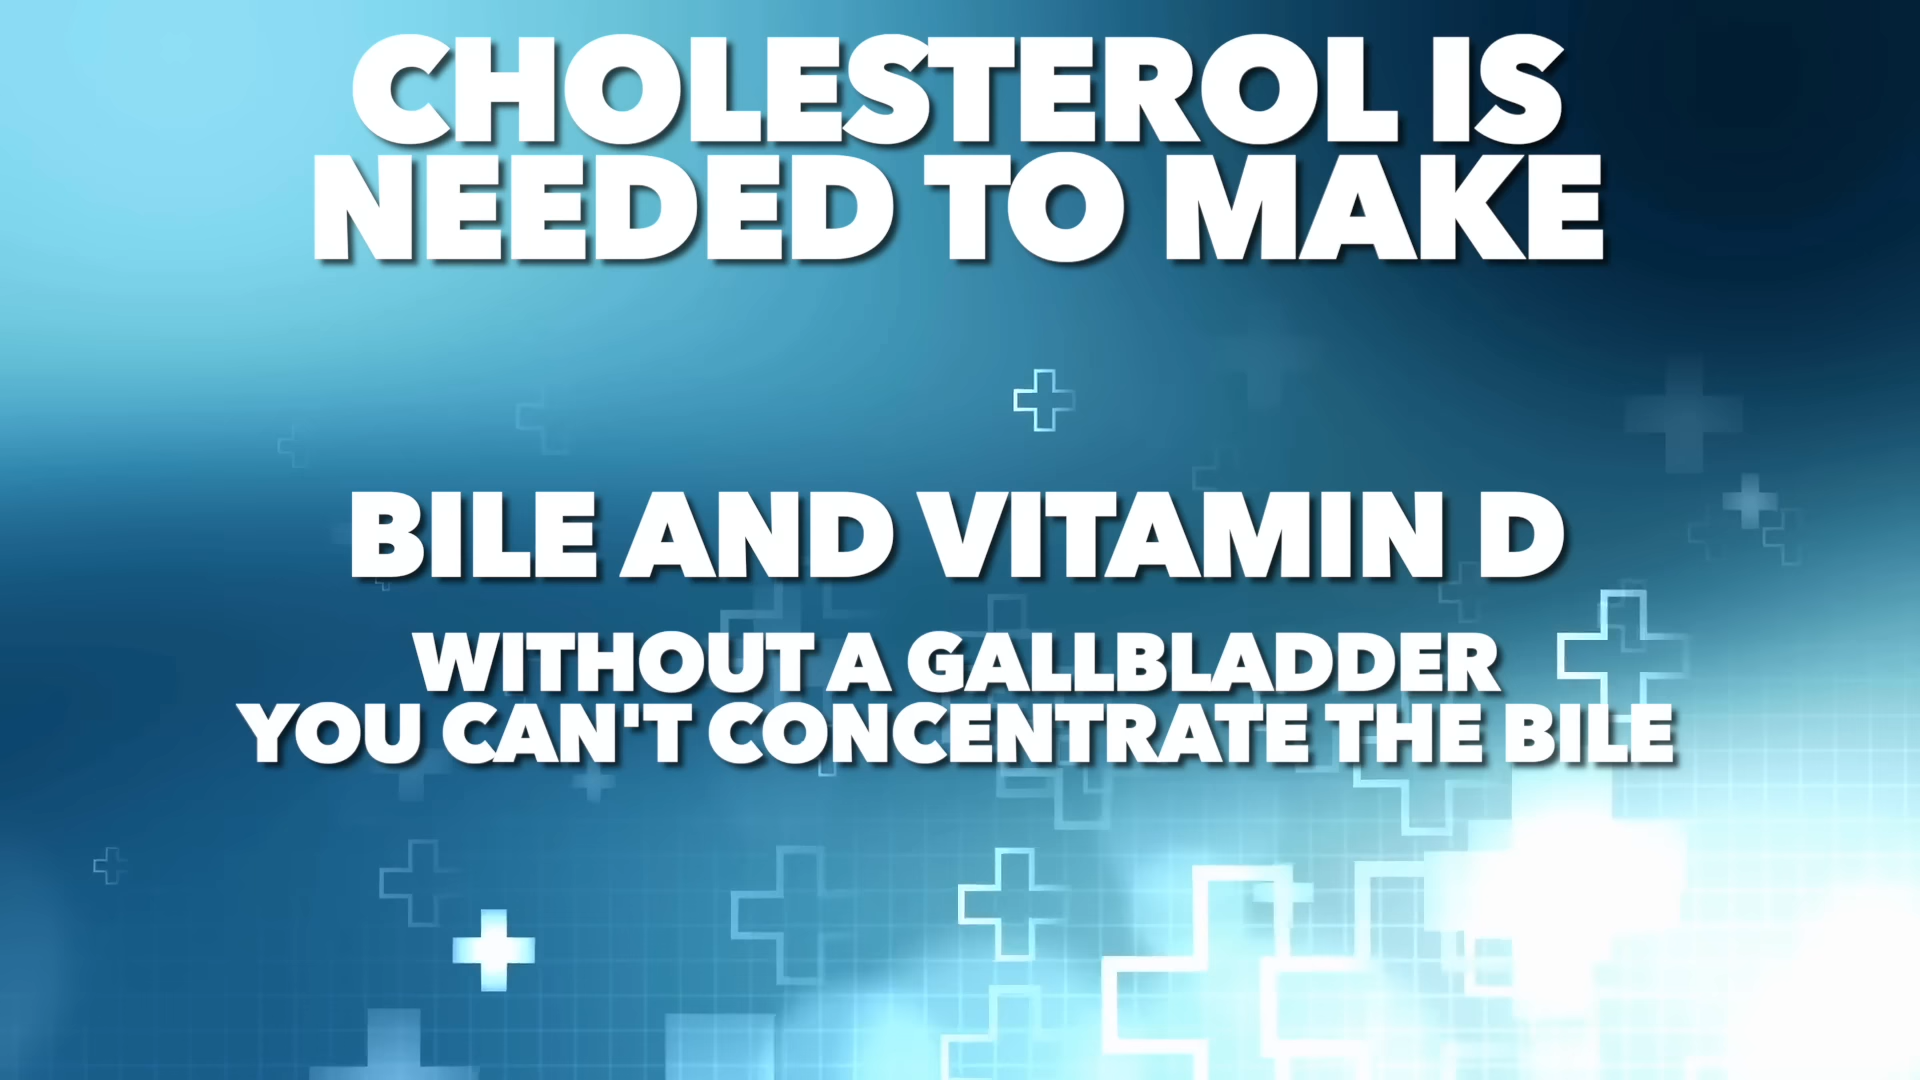 CHOLESTEROL IS
NEEDED TO MAKE
BILE AND VITAMIN D
WITHOUT A GALLBLADDER
YOU CAN'T CONCENTRATE THE BILE